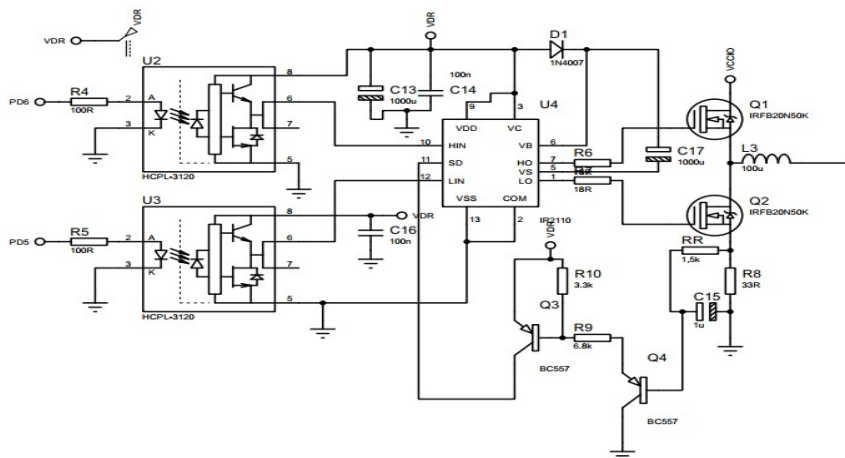 VDR
VDR
U2
R4
100R
PD6
2
A
3
K
8
6
7
5
HCPL-3120
U3
R5
100R
PD5
2
A
3
K
8
6
7
5
HCPL-3120
VDR
C13
1000u
100n
C14
VDR
C16
100n
D1
1N4007
U4
9
3
VDD
VC
10
HIN
11
SD
12
LIN
VB
6
HO
7
VS
5
LO
1
VSS
COM
13
2
IR2110
R6
18R
C17
1000u
VCCIO
Q1
IRFB20N50K
L3
100u
Q2
IRFB20N50K
RR
1,5k
R8
33R
C15
1u
VDR
R10
3.3k
Q3
BC557
R9
6.8k
Q4
BC557